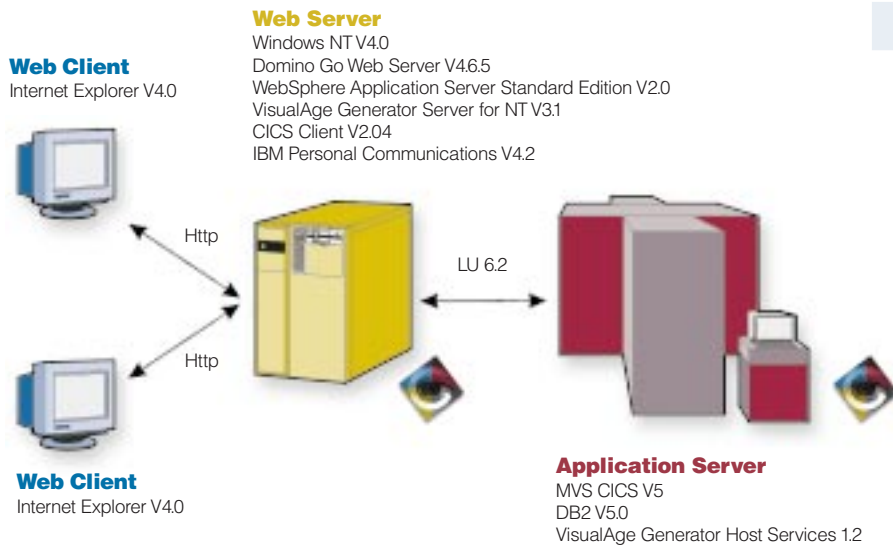 Web Server
Windows NT V4.0
Domino Go Web Server V4.6.5
WebSphere Application Server Standard Edition V2.0
VisualAge Generator Server for NT V3.1
CICS Client V2.04
IBM Personal Communications V4.2
Web Client
Internet Explorer V4.0
Http
LU 6.2
Http
Web Client
Internet Explorer V4.0
Application Server
MVS CICS V5
DB2 V5.0
VisualAge Generator Host Services 1.2